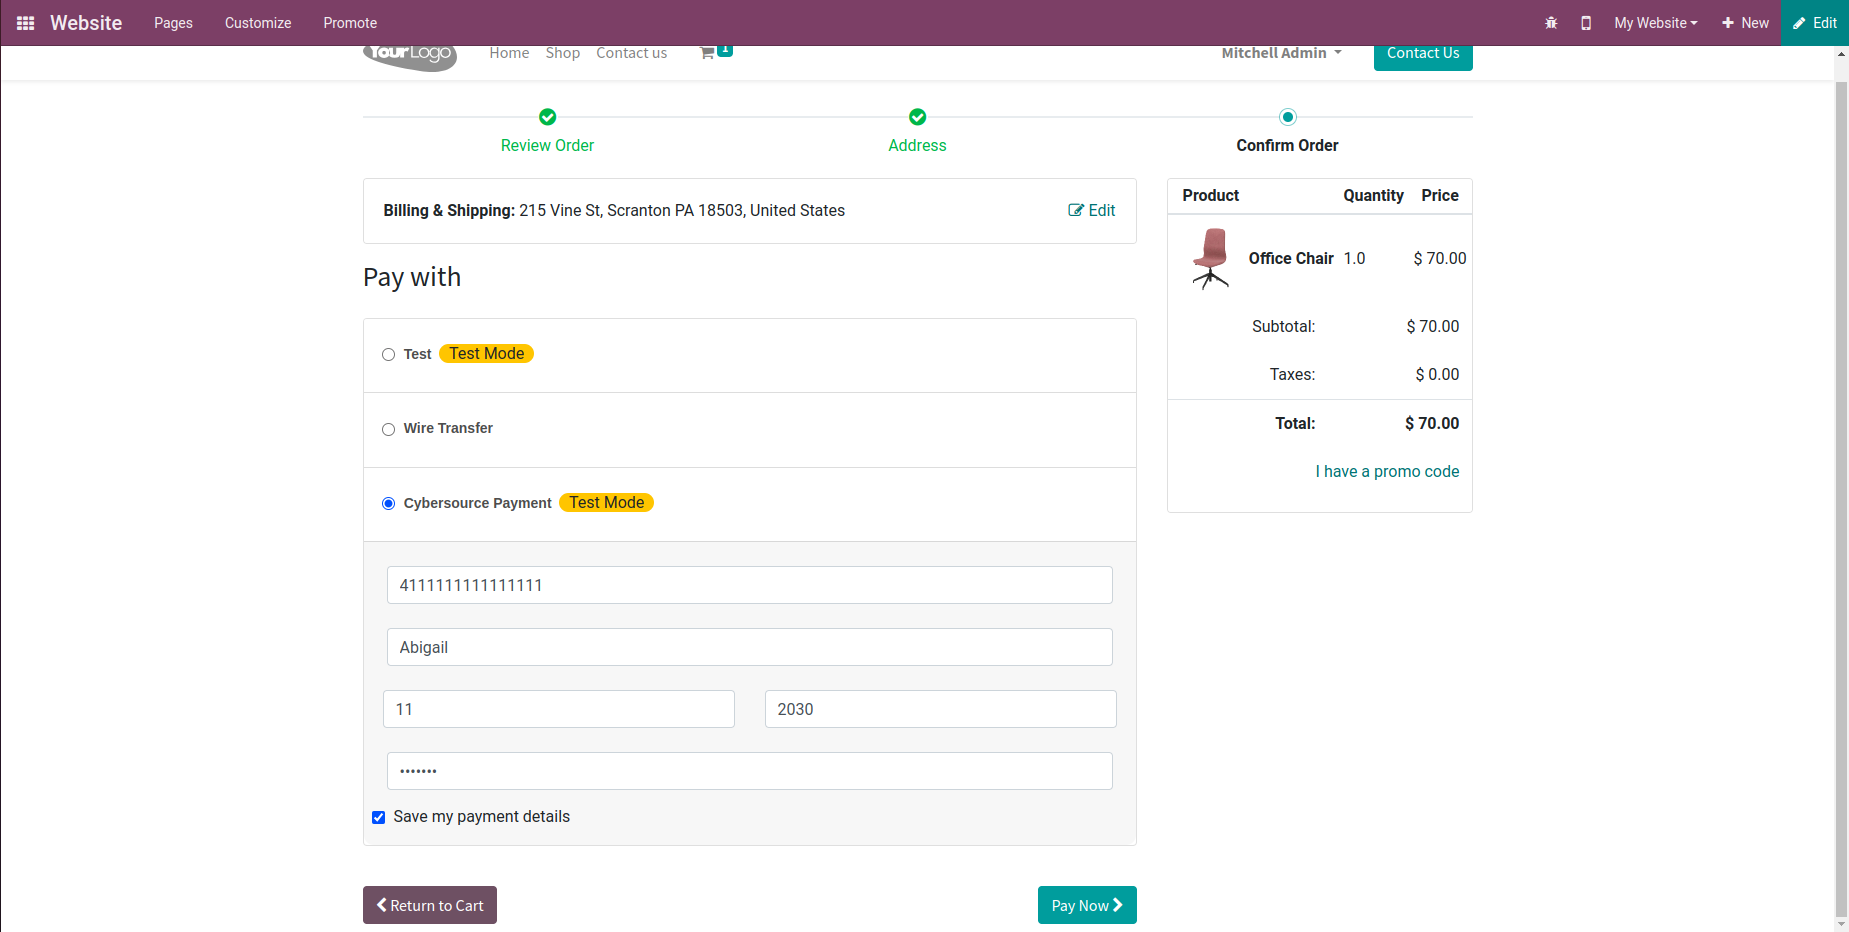 Website Pages Customize Promote My Website New Edit
YourLogo Home Shop Contact us 1 Mitchell Admin Contact Us
Review Order Address Confirm Order
Billing & Shipping: 215 Vine St, Scranton PA 18503, United States Edit
Pay with
Test Test Mode
Wire Transfer
Cybersource Payment Test Mode
4111111111111111
Abigail
11 2030
•••••••
Save my payment details
Return to Cart Pay Now
Product Quantity Price
Office Chair 1.0 $ 70.00
Subtotal: $ 70.00
Taxes: $ 0.00
Total: $ 70.00
I have a promo code